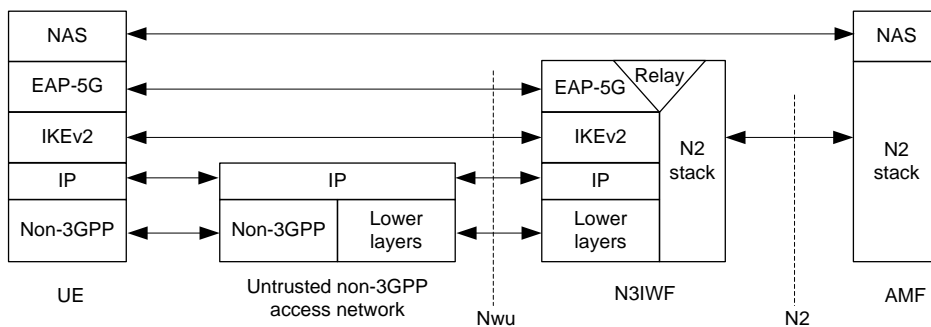 NAS
NAS
EAP-5G
EAP-5G
Relay
IKEv2
IKEv2
N2
stack
N2
stack
IP
IP
IP
Non-3GPP
Non-3GPP
Lower
layers
Lower
layers
UE
Untrusted non-3GPP
access network
N3IWF
AMF
Nwu
N2